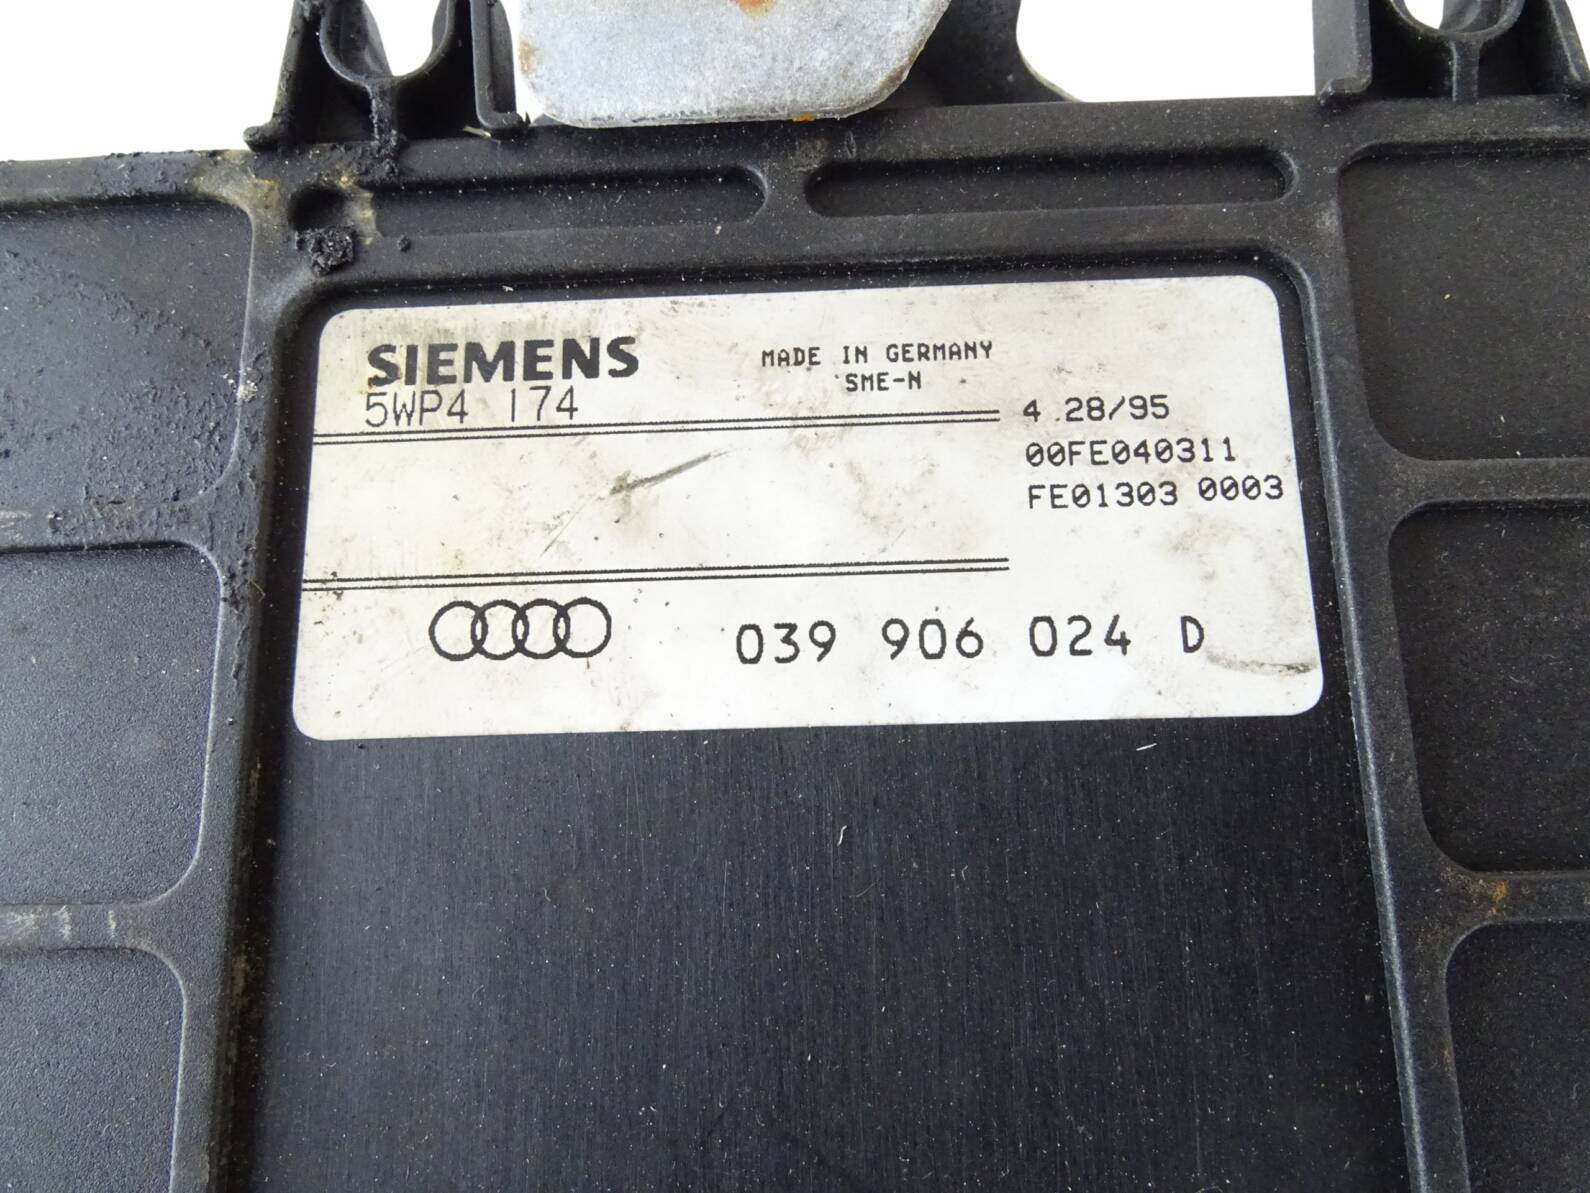 SIEMENS
5WP4 174
MADE IN GERMANY
SME-N
4 .28/95
00FE040311
FE01303 0003
039 906 024 D